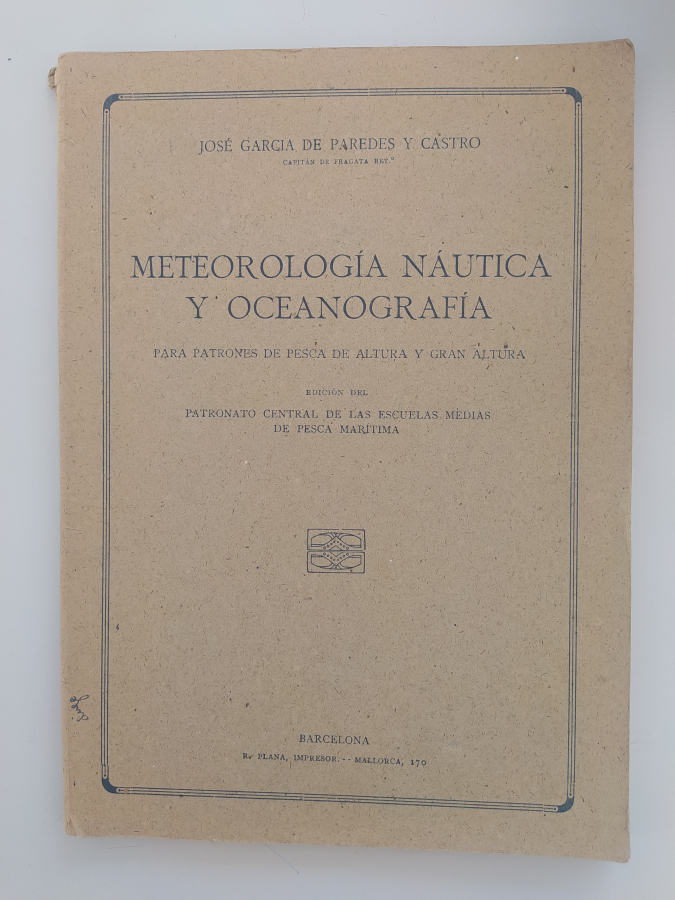 JOSÉ GARCIA DE PAREDES Y CASTRO
CAPITÁN DE FRAGATA RET.º
METEOROLOGÍA NÁUTICA
Y OCEANOGRAFÍA
PARA PATRONES DE PESCA DE ALTURA Y GRAN ALTURA
EDICIÓN DEL
PATRONATO CENTRAL DE LAS ESCUELAS MEDIAS
DE PESCA MARÍTIMA
BARCELONA
R. PLANA, IMPRESOR. -- MALLORCA, 170